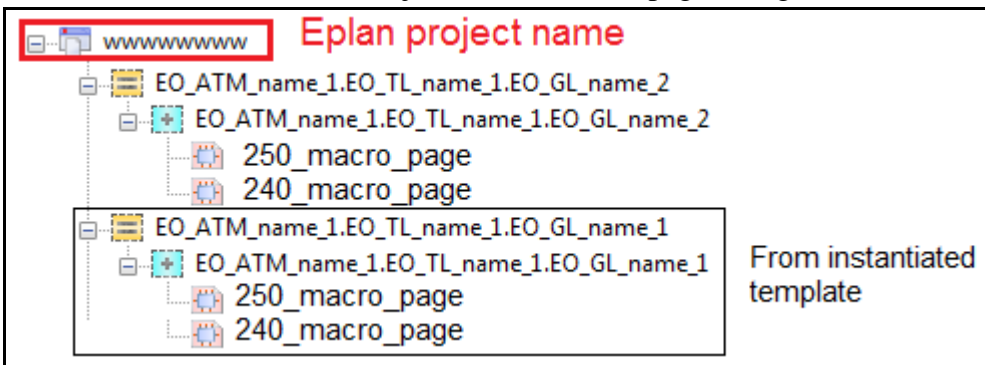 wwwwwwww Eplan project name
EO_ATM_name_1.EO_TL_name_1.EO_GL_name_2
EO_ATM_name_1.EO_TL_name_1.EO_GL_name_2
250_macro_page
240_macro_page
EO_ATM_name_1.EO_TL_name_1.EO_GL_name_1
EO_ATM_name_1.EO_TL_name_1.EO_GL_name_1
250_macro_page
240_macro_page
From instantiated
template